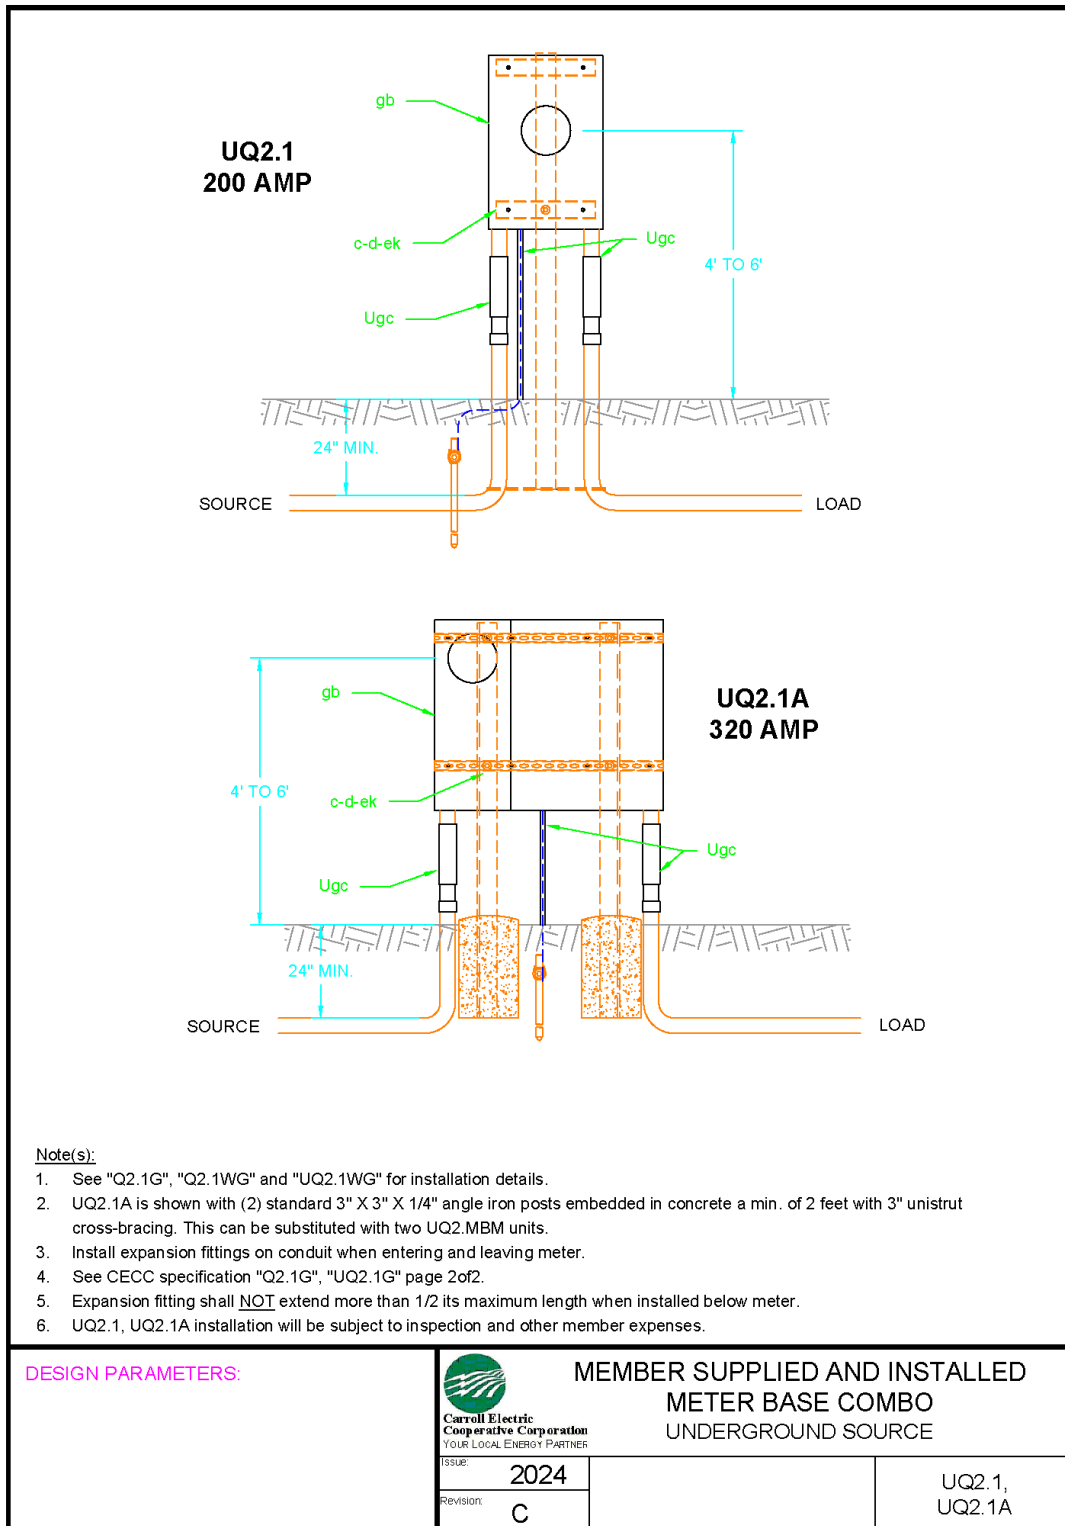 gb
UQ2.1
200 AMP
c-d-ek
Ugc
4' TO 6'
Ugc
24" MIN.
SOURCE
LOAD
gb
UQ2.1A
320 AMP
4' TO 6'
c-d-ek
Ugc
Ugc
24" MIN.
SOURCE
LOAD
Note(s):
1. See "Q2.1G", "Q2.1WG" and "UQ2.1WG" for installation details.
2. UQ2.1A is shown with (2) standard 3" X 3" X 1/4" angle iron posts embedded in concrete a min. of 2 feet with 3" unistrut
cross-bracing. This can be substituted with two UQ2.MBM units.
3. Install expansion fittings on conduit when entering and leaving meter.
4. See CECC specification "Q2.1G", "UQ2.1G" page 2of2.
5. Expansion fitting shall NOT extend more than 1/2 its maximum length when installed below meter.
6. UQ2.1, UQ2.1A installation will be subject to inspection and other member expenses.
DESIGN PARAMETERS:
Carroll Electric
Cooperative Corporation
YOUR LOCAL ENERGY PARTNER
MEMBER SUPPLIED AND INSTALLED
METER BASE COMBO
UNDERGROUND SOURCE
Issue:
2024
Revision:
C
UQ2.1,
UQ2.1A